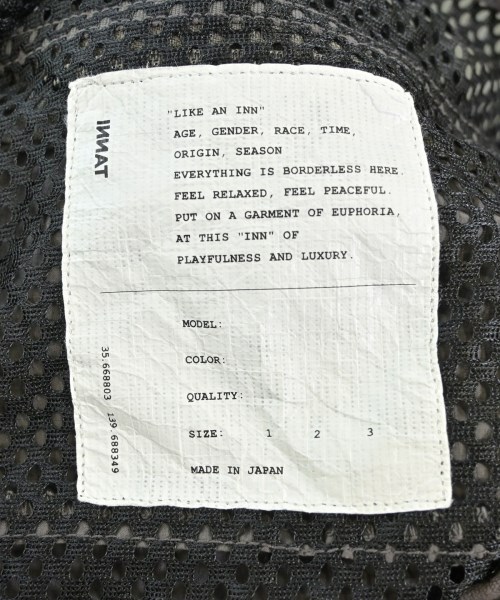 INNAT
"LIKE AN INN"
AGE, GENDER, RACE, TIME,
ORIGIN, SEASON
EVERYTHING IS BORDERLESS HERE.
FEEL RELAXED, FEEL PEACEFUL.
PUT ON A GARMENT OF EUPHORIA,
AT THIS "INN" OF
PLAYFULNESS AND LUXURY.
MODEL:
COLOR:
QUALITY:
SIZE: 1 2 3
MADE IN JAPAN
35.668803 139.688349